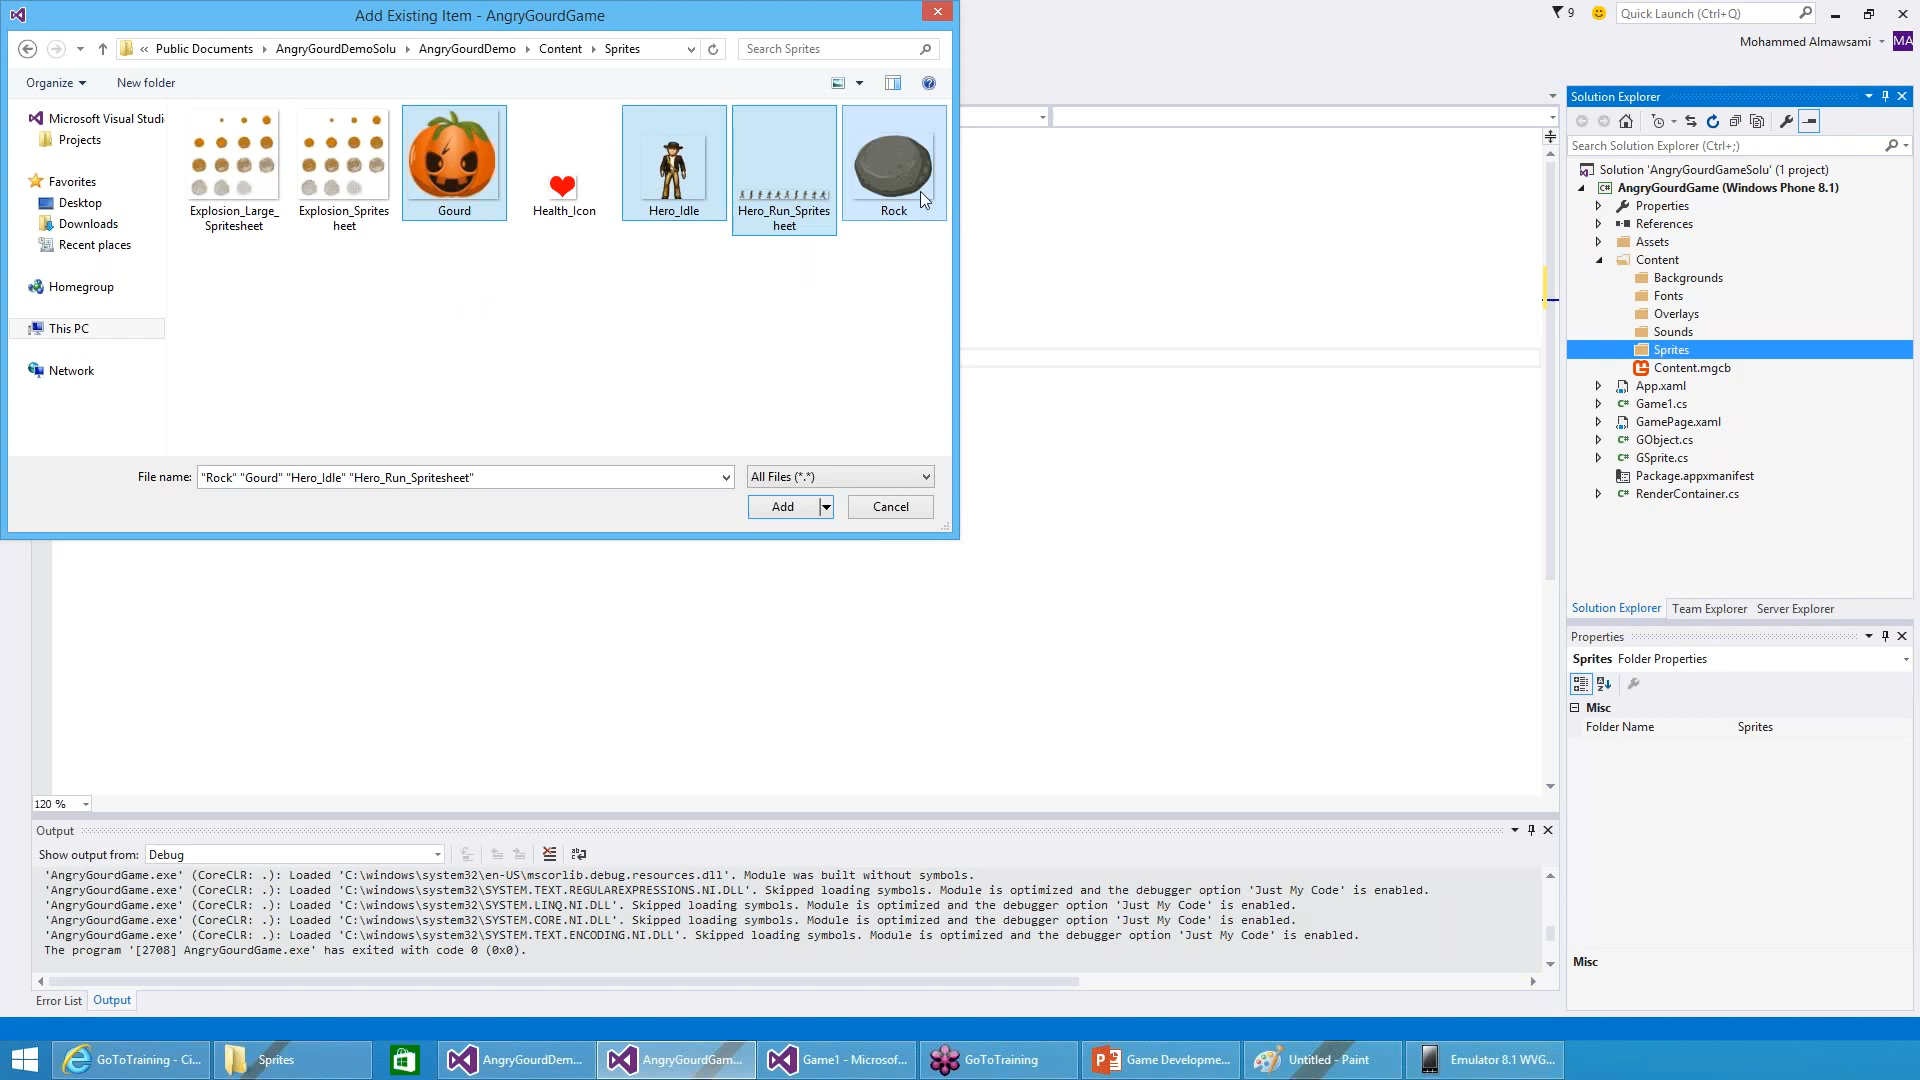 Add Existing Item - AngryGourdGame
« Public Documents AngryGourdDemoSolu AngryGourdDemo Content Sprites
Search Sprites
Organize New folder
Microsoft Visual Studi
Projects
Favorites
Desktop
Downloads
Recent places
Homegroup
This PC
Network
Explosion_Large_
Spritesheet
Explosion_Sprites
heet
Gourd
Health_Icon
Hero_Idle
Hero_Run_Sprites
heet
Rock
File name: "Rock" "Gourd" "Hero_Idle" "Hero_Run_Spritesheet"
All Files (*.*)
Add Cancel
9 Quick Launch (Ctrl+Q)
Mohammed Almawsami MA
Solution Explorer
Search Solution Explorer (Ctrl+;)
Solution 'AngryGourdGameSolu' (1 project)
AngryGourdGame (Windows Phone 8.1)
Properties
References
Assets
Content
Backgrounds
Fonts
Overlays
Sounds
Sprites
Content.mgcb
App.xaml
Game1.cs
GamePage.xaml
GObject.cs
GSprite.cs
Package.appxmanifest
RenderContainer.cs
Solution Explorer Team Explorer Server Explorer
Properties
Sprites Folder Properties
Misc
Folder Name Sprites
Misc
120 %
Output
Show output from: Debug
'AngryGourdGame.exe' (CoreCLR: .): Loaded 'C:\windows\system32\en-US\mscorlib.debug.resources.dll'. Module was built without symbols.
'AngryGourdGame.exe' (CoreCLR: .): Loaded 'C:\windows\system32\SYSTEM.TEXT.REGULAREXPRESSIONS.NI.DLL'. Skipped loading symbols. Module is optimized and the debugger option 'Just My Code' is enabled.
'AngryGourdGame.exe' (CoreCLR: .): Loaded 'C:\windows\system32\SYSTEM.LINQ.NI.DLL'. Skipped loading symbols. Module is optimized and the debugger option 'Just My Code' is enabled.
'AngryGourdGame.exe' (CoreCLR: .): Loaded 'C:\windows\system32\SYSTEM.CORE.NI.DLL'. Skipped loading symbols. Module is optimized and the debugger option 'Just My Code' is enabled.
'AngryGourdGame.exe' (CoreCLR: .): Loaded 'C:\windows\system32\SYSTEM.TEXT.ENCODING.NI.DLL'. Skipped loading symbols. Module is optimized and the debugger option 'Just My Code' is enabled.
The program '[2708] AngryGourdGame.exe' has exited with code 0 (0x0).
Error List Output
GoToTraining - Ci... Sprites AngryGourdDem... AngryGourdGam... Game1 - Microsof... GoToTraining Game Developme... Untitled - Paint Emulator 8.1 WVG...